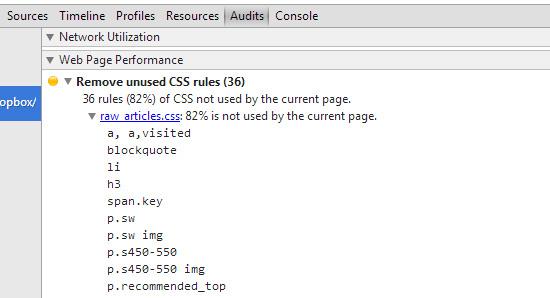 Sources Timeline Profiles Resources Audits Console
Network Utilization
Web Page Performance
Remove unused CSS rules (36)
36 rules (82%) of CSS not used by the current page.
opbox/
raw_articles.css: 82% is not used by the current page.
a, a,visited
blockquote
li
h3
span.key
p.sw
p.sw img
p.s450-550
p.s450-550 img
p.recommended_top